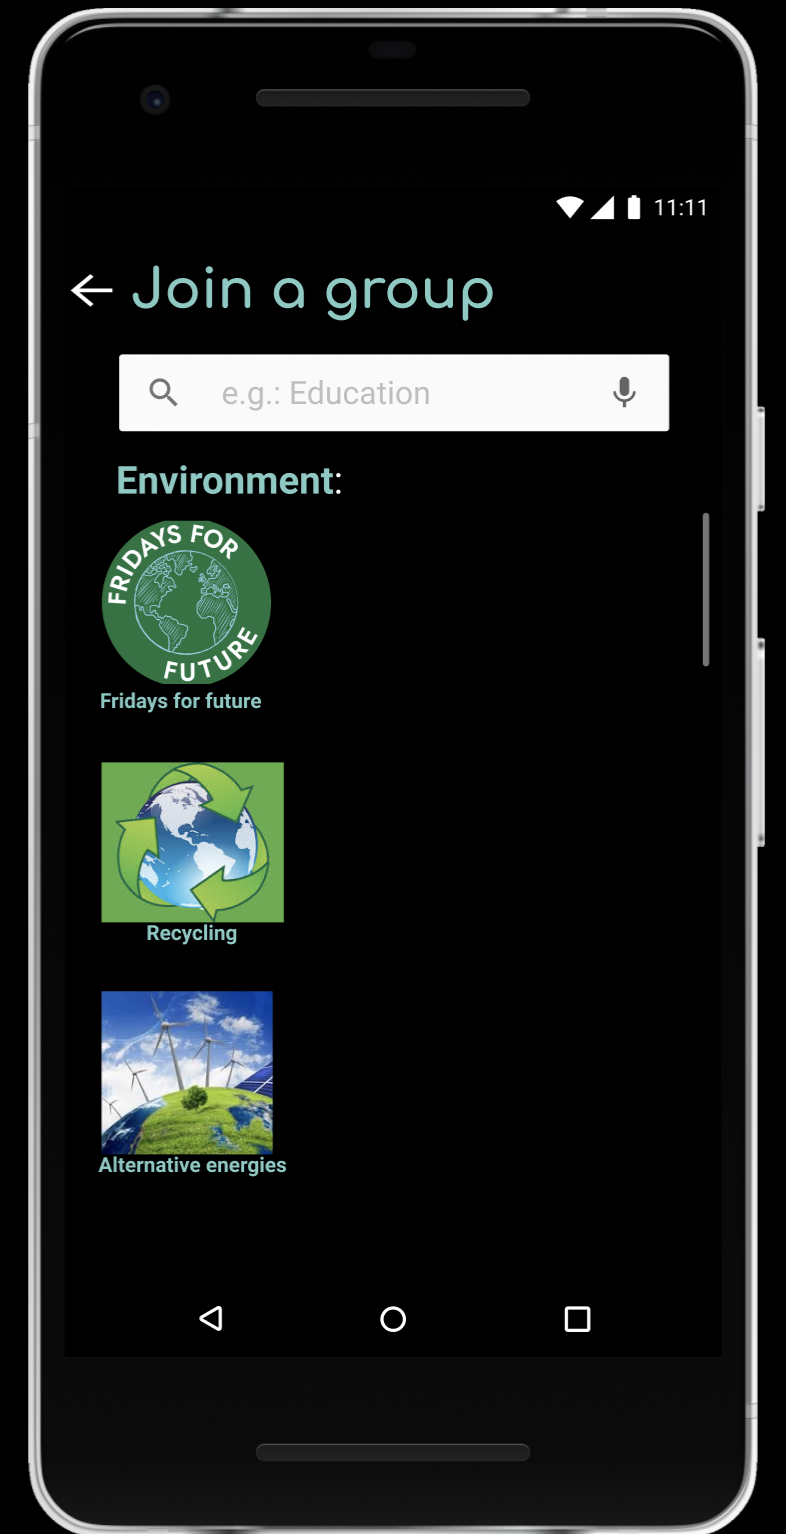 11:11
Join a group
e.g.: Education
Environment:
FRIDAYS FOR
FUTURE
Fridays for future
Recycling
Alternative energies